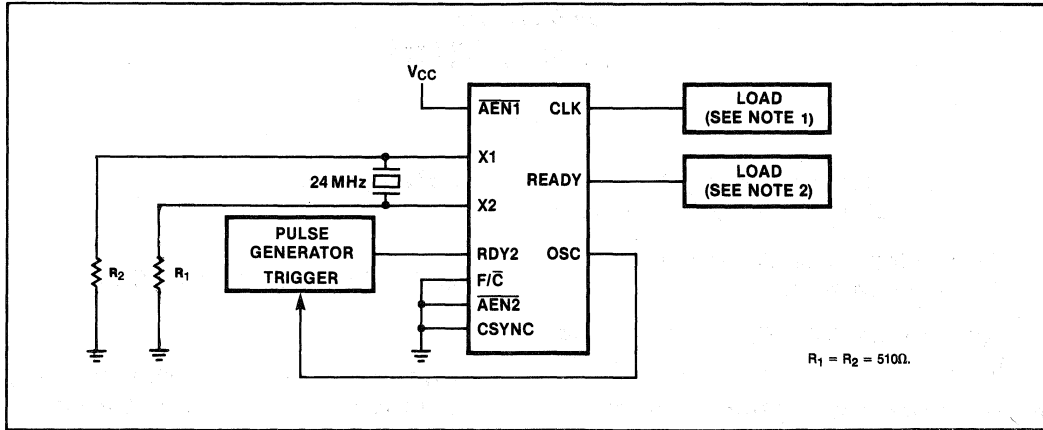 VCC
AEN1 CLK
LOAD
(SEE NOTE 1)
X1
24 MHz
READY
LOAD
(SEE NOTE 2)
X2
PULSE
GENERATOR
TRIGGER
RDY2 OSC
R2
R1
F/C̅
A̅E̅N̅2̅
CSYNC
R1 = R2 = 510Ω.